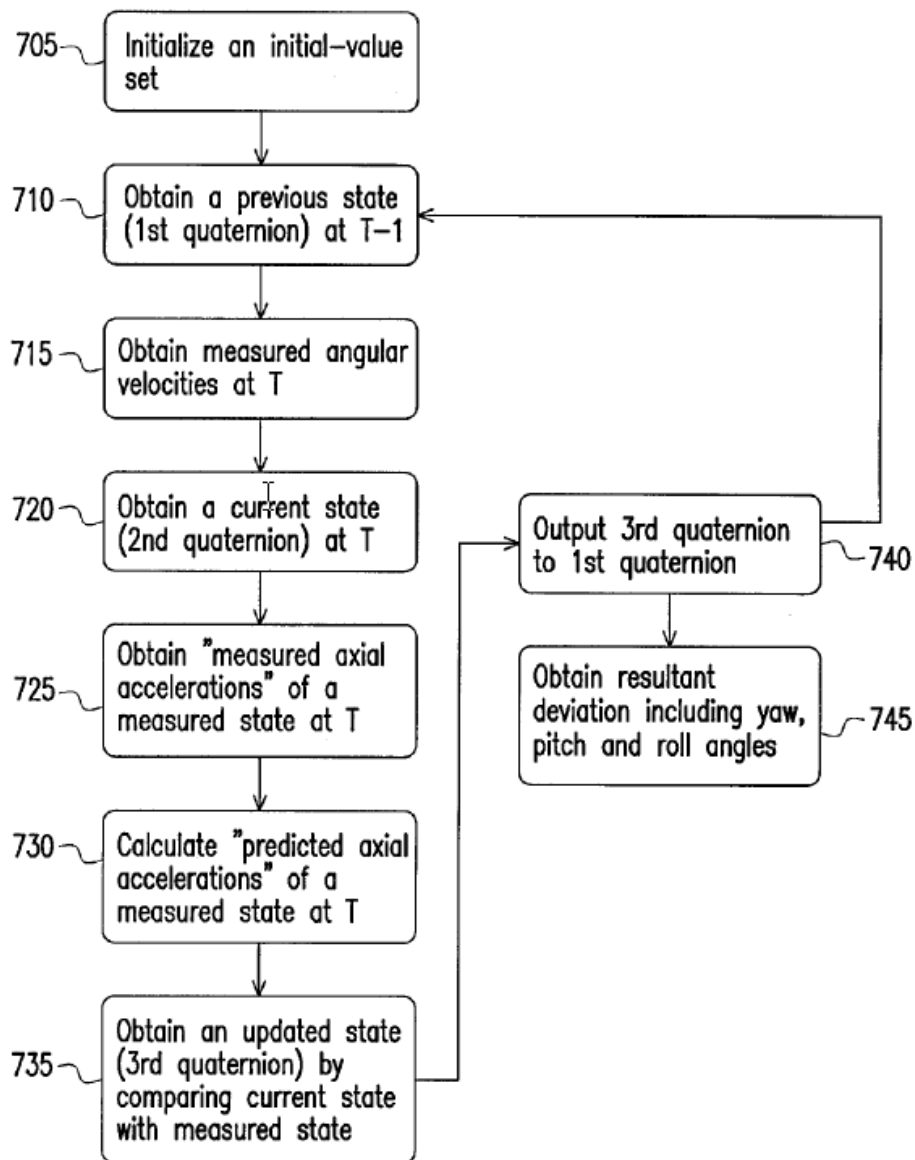 705
Initialize an initial-value
set
710
Obtain a previous state
(1st quaternion) at T-1
715
Obtain measured angular
velocities at T
720
Obtain a current state
(2nd quaternion) at T
725
Obtain "measured axial
accelerations" of a
measured state at T
730
Calculate "predicted axial
accelerations" of a
measured state at T
735
Obtain an updated state
(3rd quaternion) by
comparing current state
with measured state
Output 3rd quaternion
to 1st quaternion
740
Obtain resultant
deviation including yaw,
pitch and roll angles
745